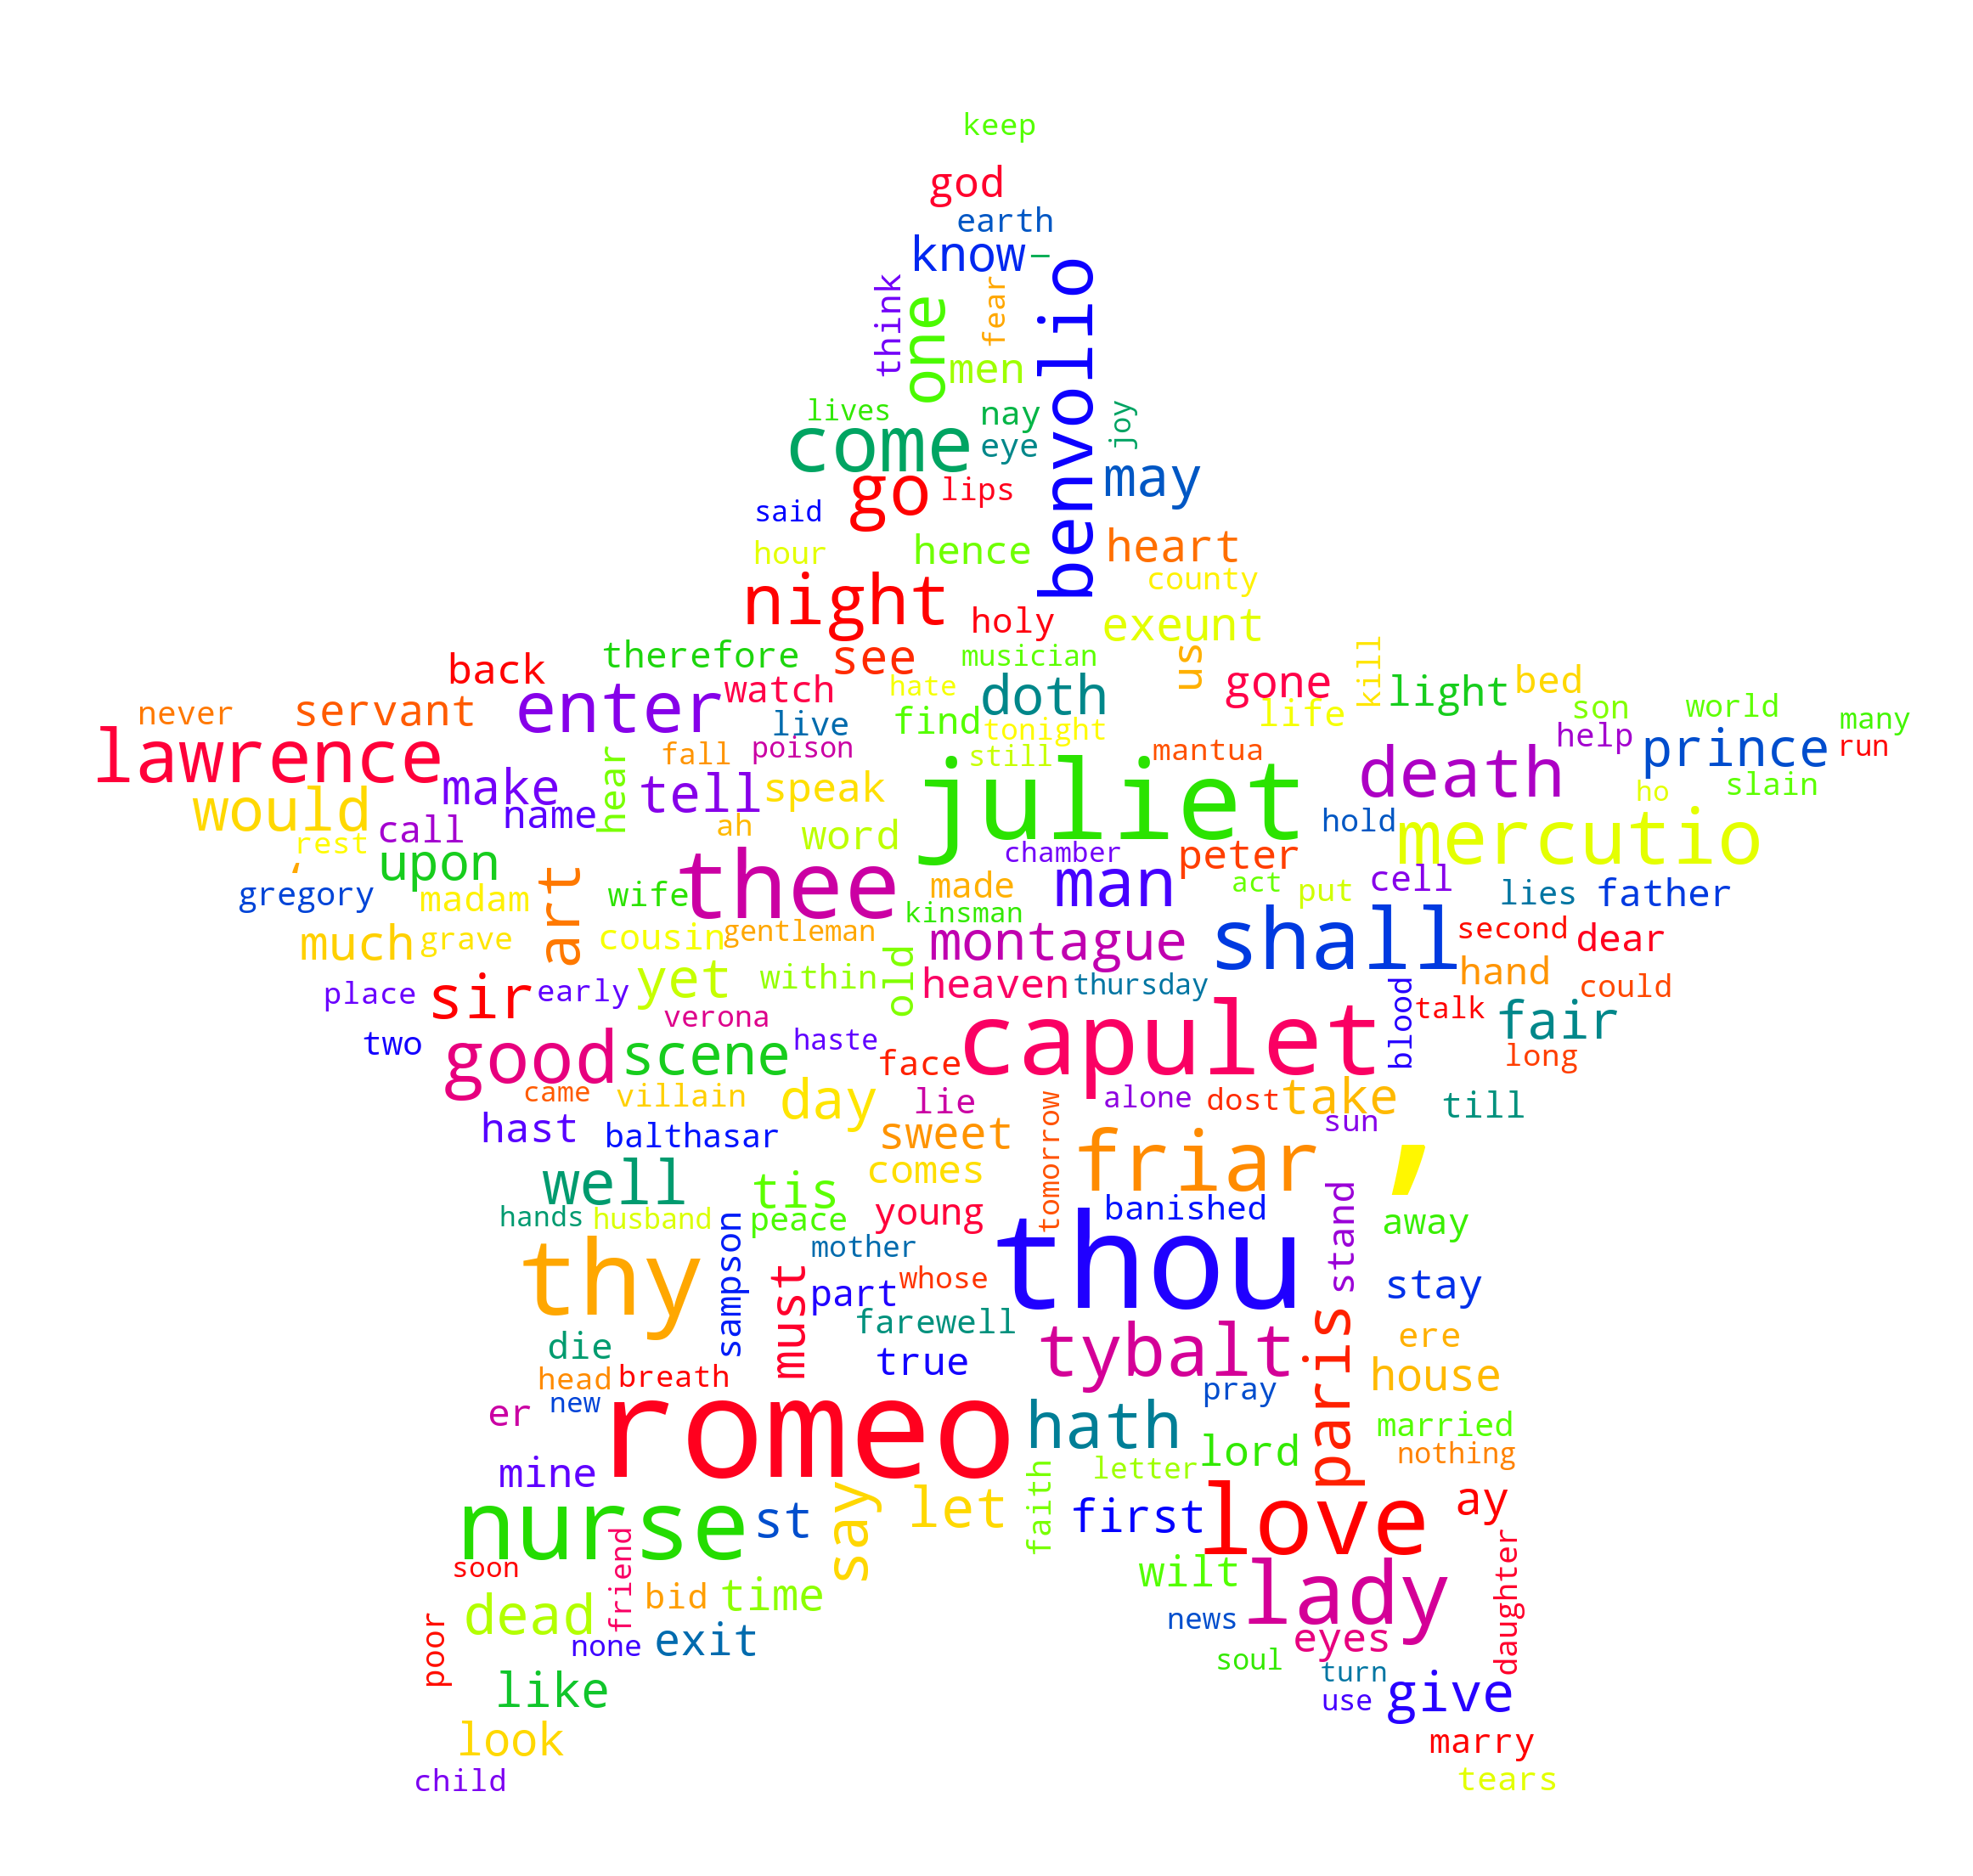 keep
god
earth
know –
think
one
fear
men
benvolio
lives
come
nay
eye
joy
go
lips
may
said
hour
hence
heart
county
night
holy
exeunt
back
therefore
see
musician
us
kill
gone
light
bed
never
servant
enter
watch
hate
doth
life
son
world
many
live
find
tonight
lawrence
hear
fall
poison
still
mantua
death
help
prince
run
make
tell
speak
juliet
ho
slain
would
call
name
ah
word
hold
mercutio
rest
,
upon
art
chamber
peter
gregory
madam
wife
thee
made
man
act
put
cell
lies
father
kinsman
much
grave
cousin
gentleman
old
montague
shall
second
dear
place
sir
early
yet
within
heaven
thursday
blood
hand
could
verona
talk
fair
two
good
scene
haste
face
capulet
long
came
villain
day
lie
tomorrow
alone
dost
take
sun
till
hast
balthasar
sweet
friar
,
well
tis
comes
hands
husband
sampson
peace
young
banished
stand
away
thy
mother
thou
must
part
whose
stay
farewell
die
true
tybalt
paris
ere
head
breath
house
er
new
romeo
pray
hath
married
mine
lord
nothing
faith
letter
nurse
st
say
let
first
love
ay
soon
friend
wilt
daughter
dead
bid
time
lady
poor
none
exit
news
eyes
soul
turn
like
use
give
look
marry
child
tears